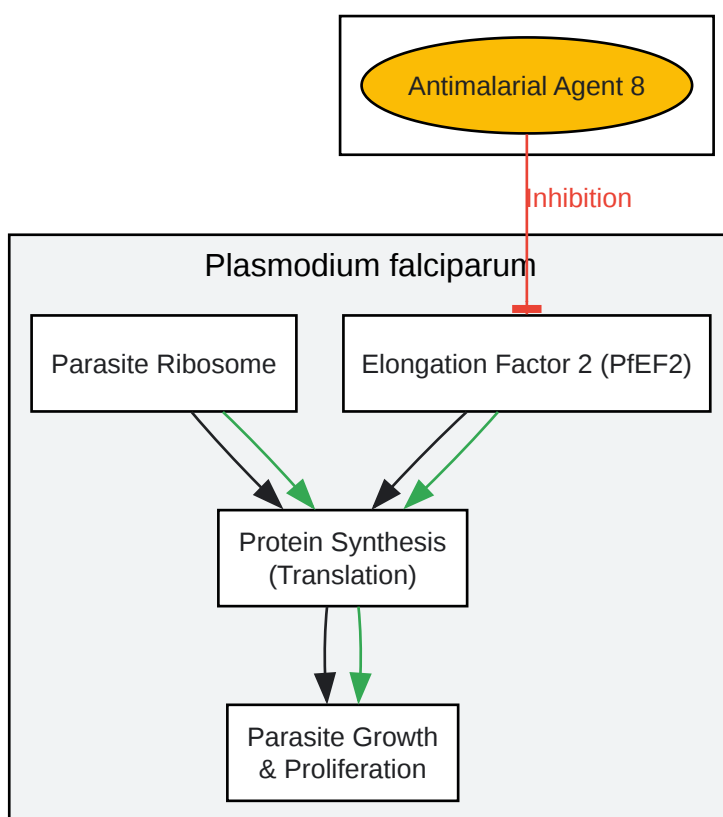 Antimalarial Agent 8
Inhibition
Plasmodium falciparum
Parasite Ribosome
Elongation Factor 2 (PfEF2)
Protein Synthesis
(Translation)
Parasite Growth
& Proliferation